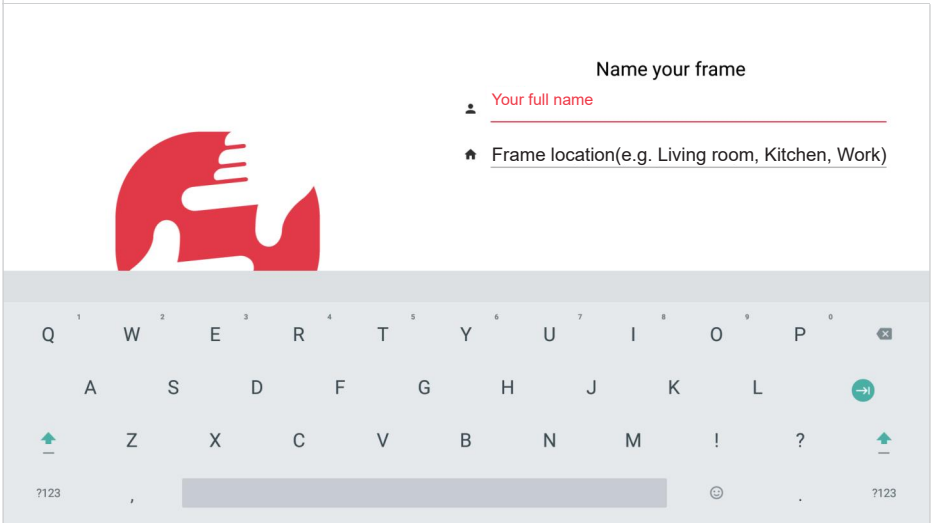 Name your frame
Your full name
Frame location(e.g. Living room, Kitchen, Work)
Q 1 W 2 E 3 R 4 T 5 Y 6 U 7 I 8 O 9 P 0
A S D F G H J K L
Z X C V B N M ! ?
?123 , . ?123